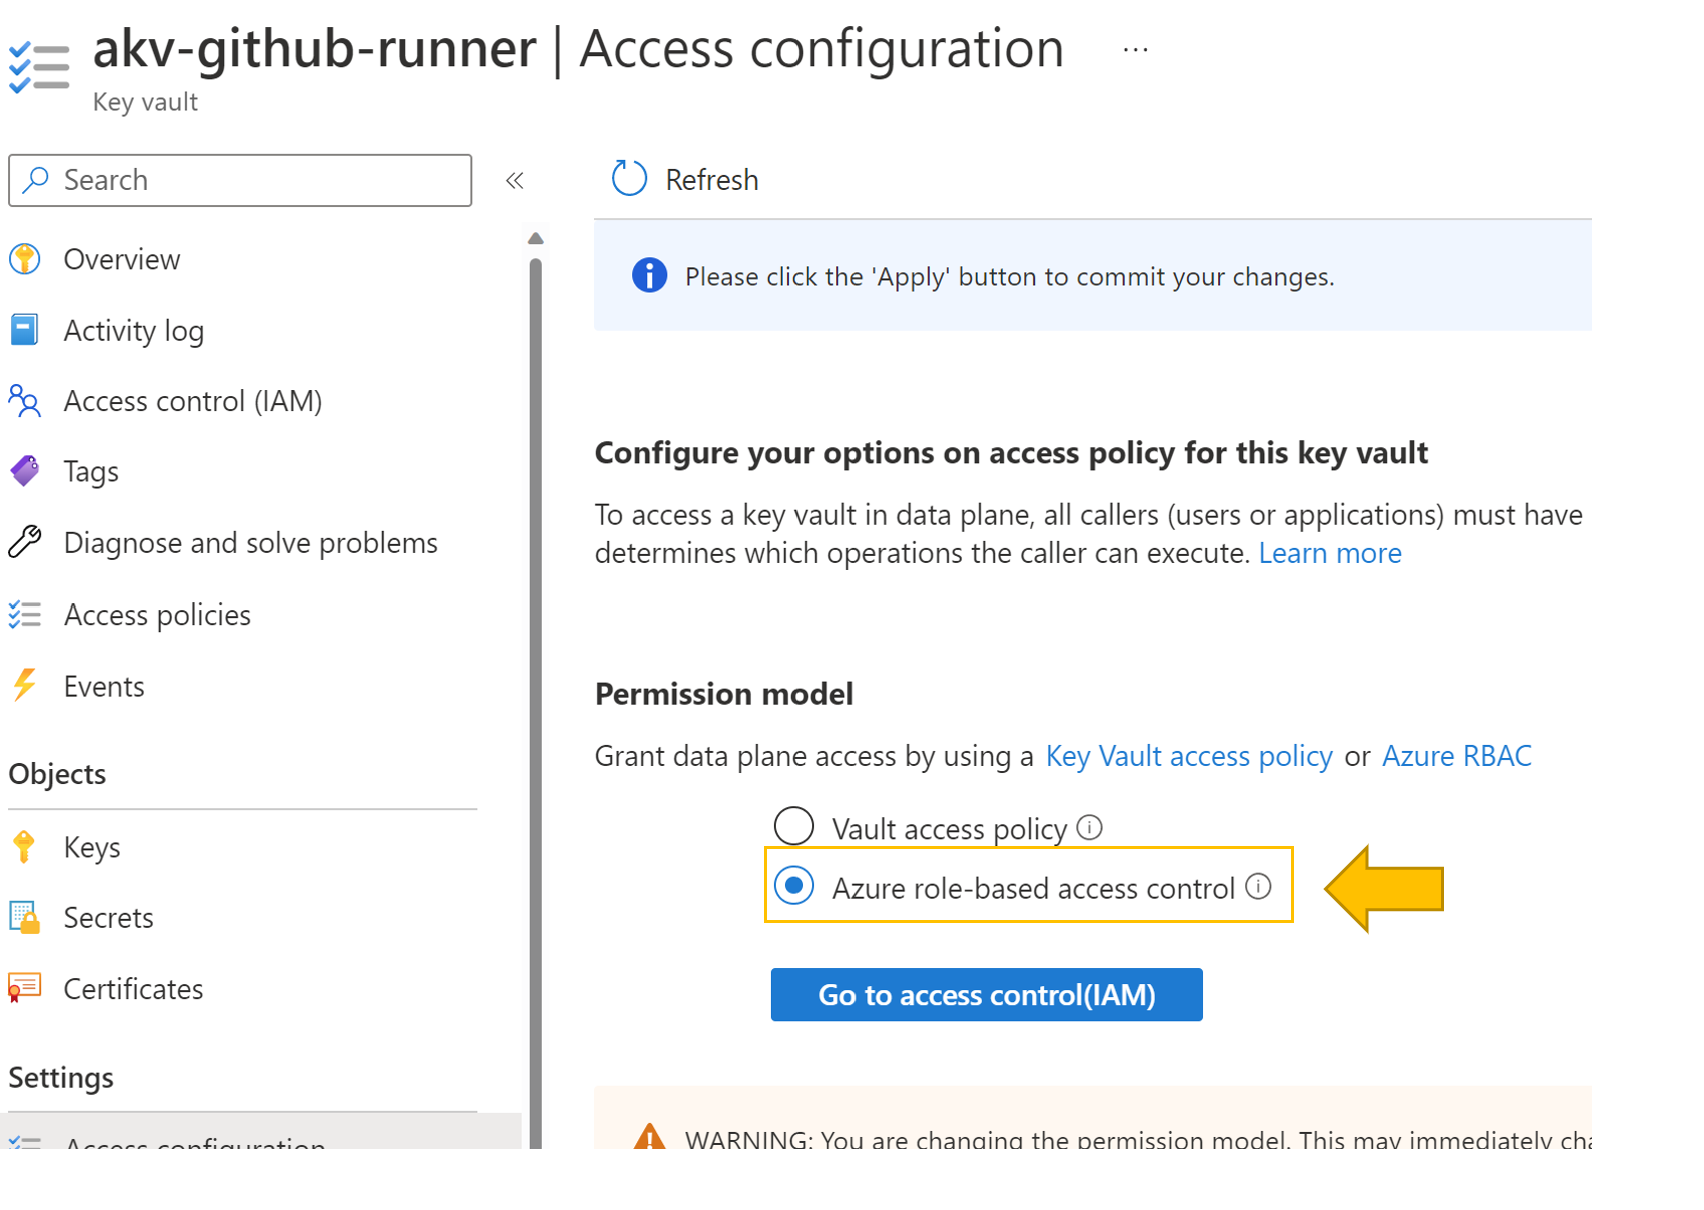 akv-github-runner | Access configuration ...
Key vault
Search
«
Refresh
Overview
Activity log
Access control (IAM)
Tags
Diagnose and solve problems
Access policies
Events
Objects
Keys
Secrets
Certificates
Settings
Access configuration
Please click the 'Apply' button to commit your changes.
Configure your options on access policy for this key vault
To access a key vault in data plane, all callers (users or applications) must have
determines which operations the caller can execute. Learn more
Permission model
Grant data plane access by using a Key Vault access policy or Azure RBAC
Vault access policy
Azure role-based access control
Go to access control(IAM)
WARNING: You are changing the permission model. This may immediately cha